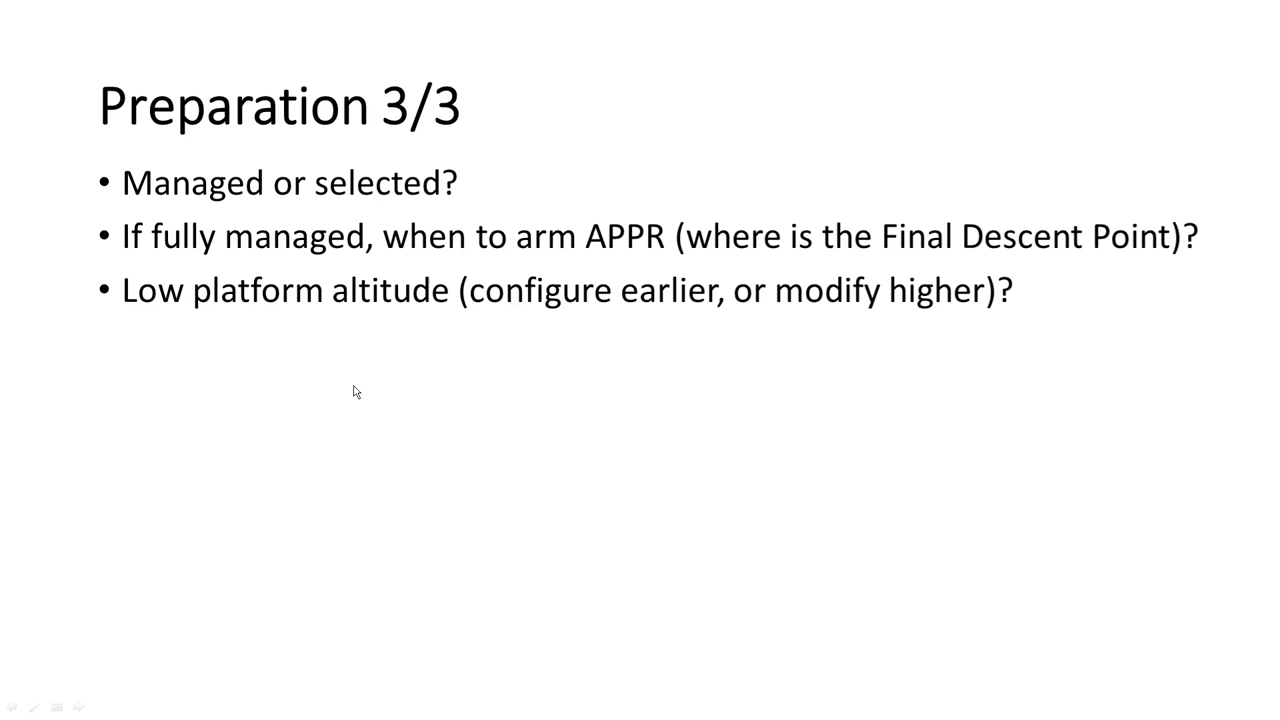 Preparation 3/3
• Managed or selected?
• If fully managed, when to arm APPR (where is the Final Descent Point)?
• Low platform altitude (configure earlier, or modify higher)?